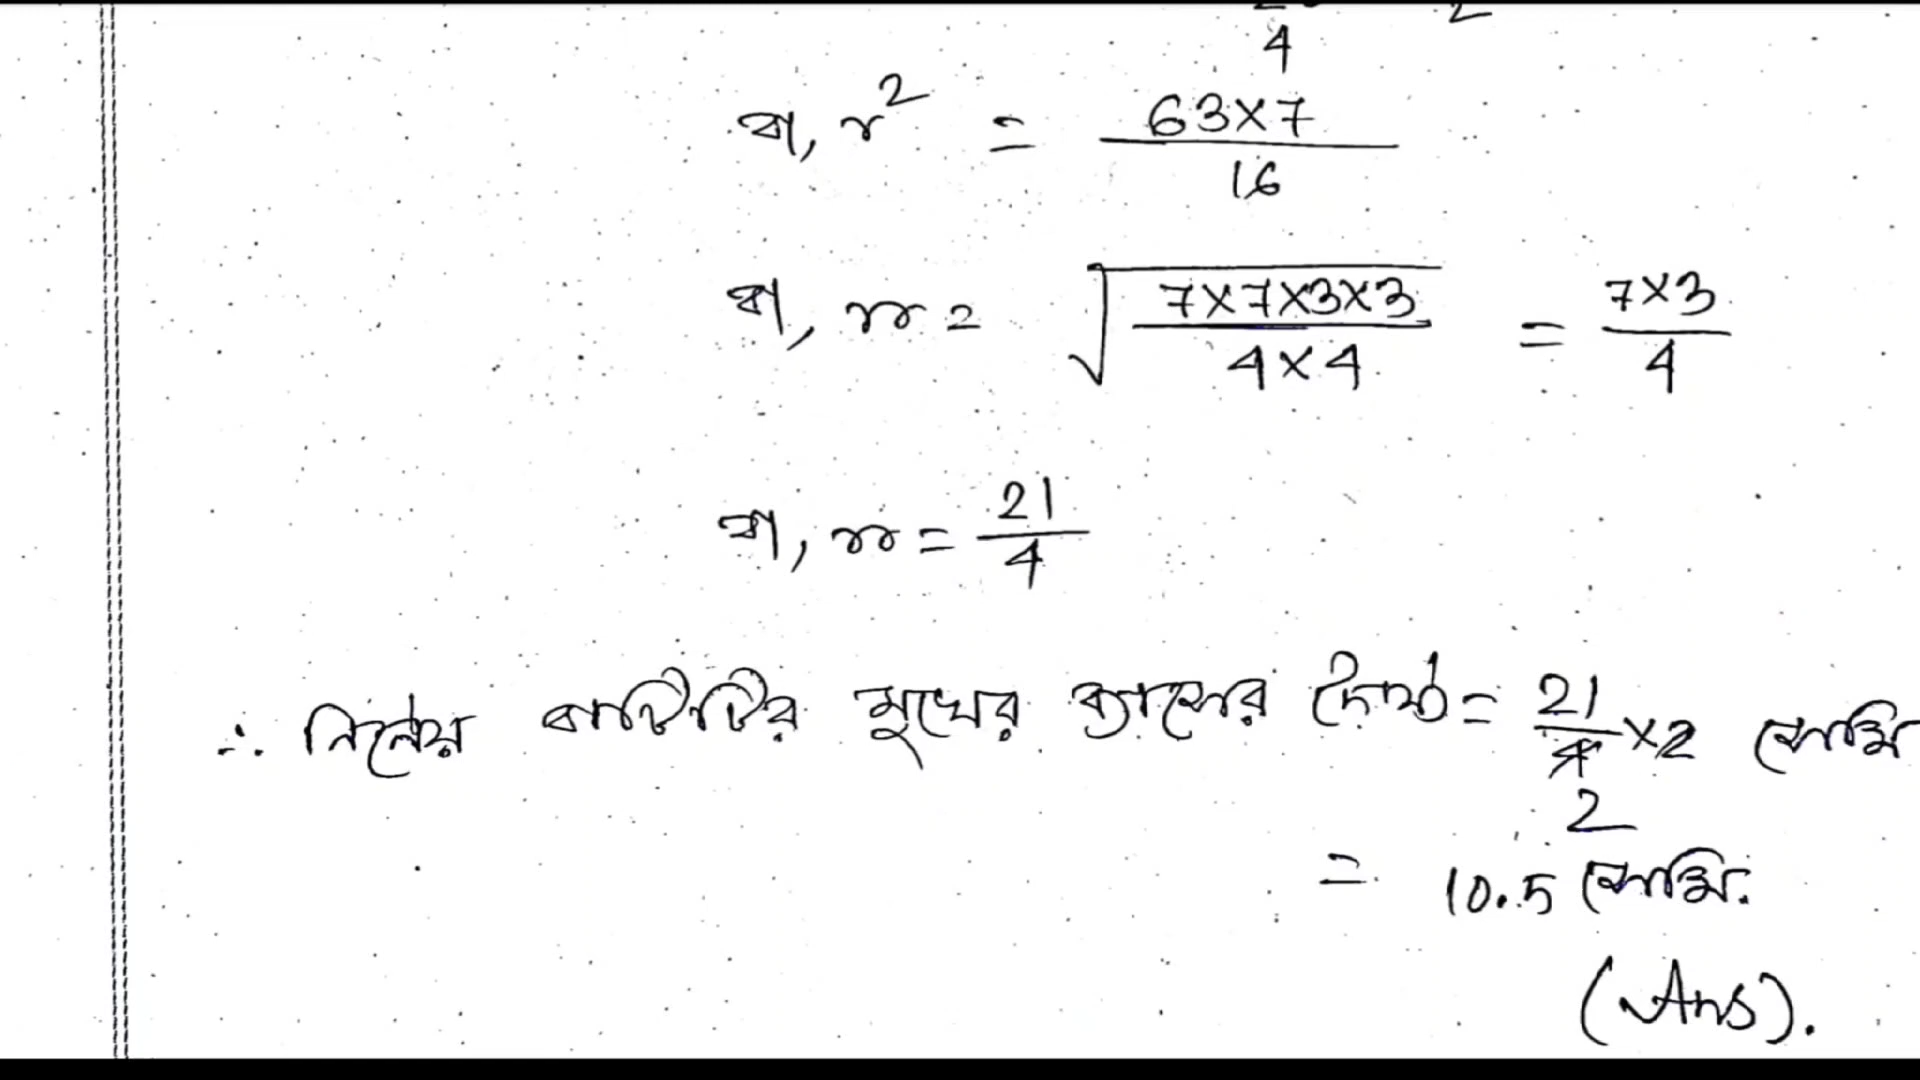 4
বা, r² = 63×7 / 16
বা, r = √(7×7×3×3 / 4×4) = 7×3 / 4
বা, r = 21 / 4
∴ নির্ণেয় বাটিটির মুখের ব্যাসের দৈর্ঘ্য = 21 / 4 × 2 সেমি
2
= 10.5 সেমি.
(Ans).